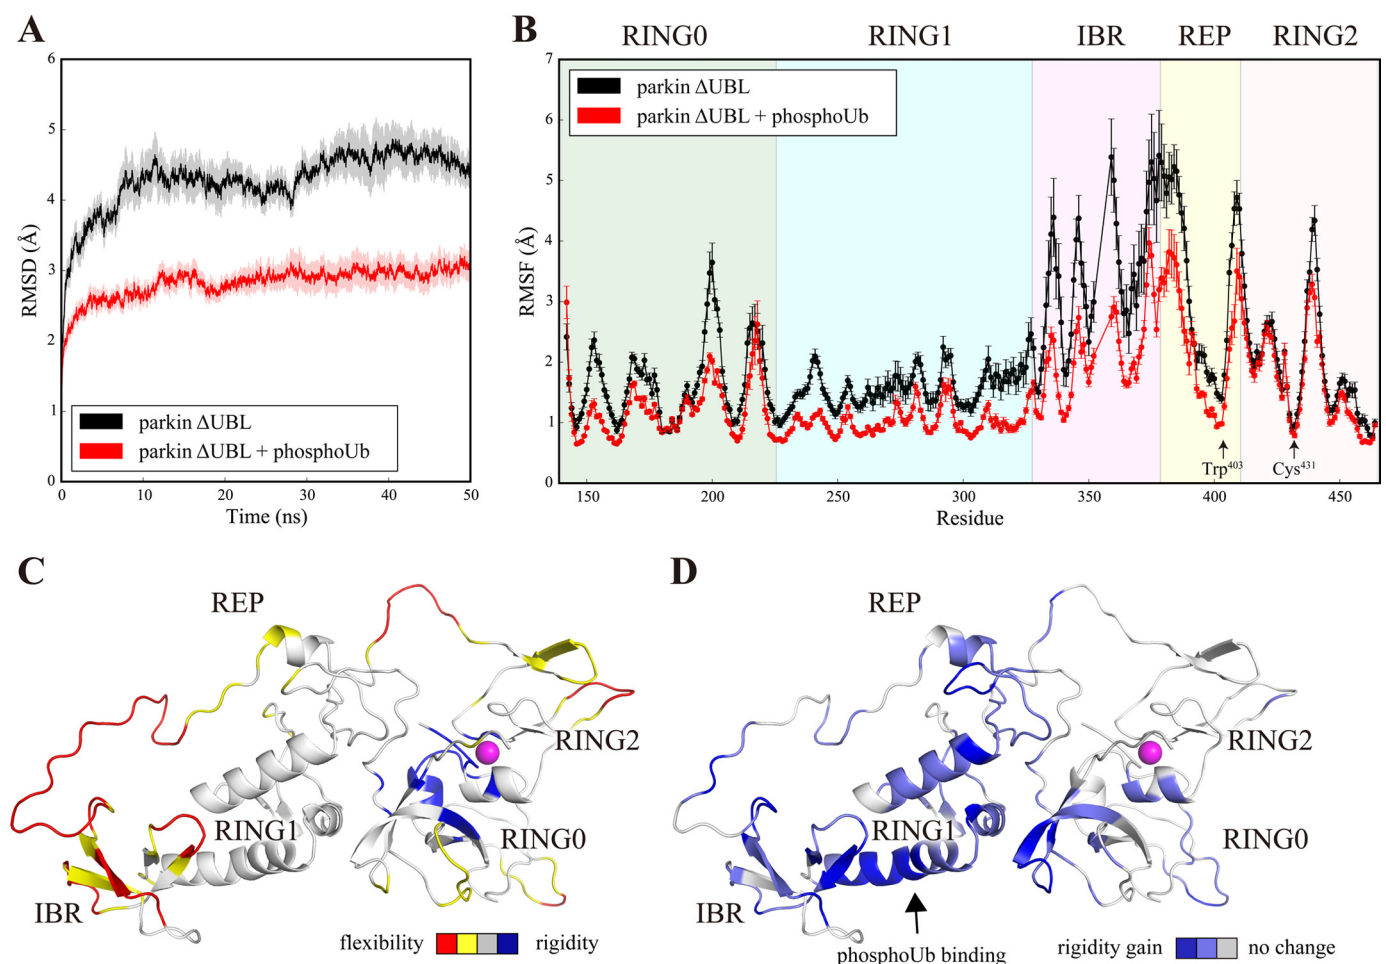 A
6
5
4
3
2
1
0
RMSD (Å)
parkin ΔUBL
parkin ΔUBL + phosphoUb
0 10 20 30 40 50
Time (ns)
B
RING0 RING1 IBR REP RING2
7
6
5
4
3
2
1
0
RMSF (Å)
parkin ΔUBL
parkin ΔUBL + phosphoUb
Trp403 Cys431
150 200 250 300 350 400 450
Residue
C
REP
RING2
RING1
RING0
IBR
flexibility rigidity
D
REP
RING2
RING1
RING0
IBR
phosphoUb binding
rigidity gain no change